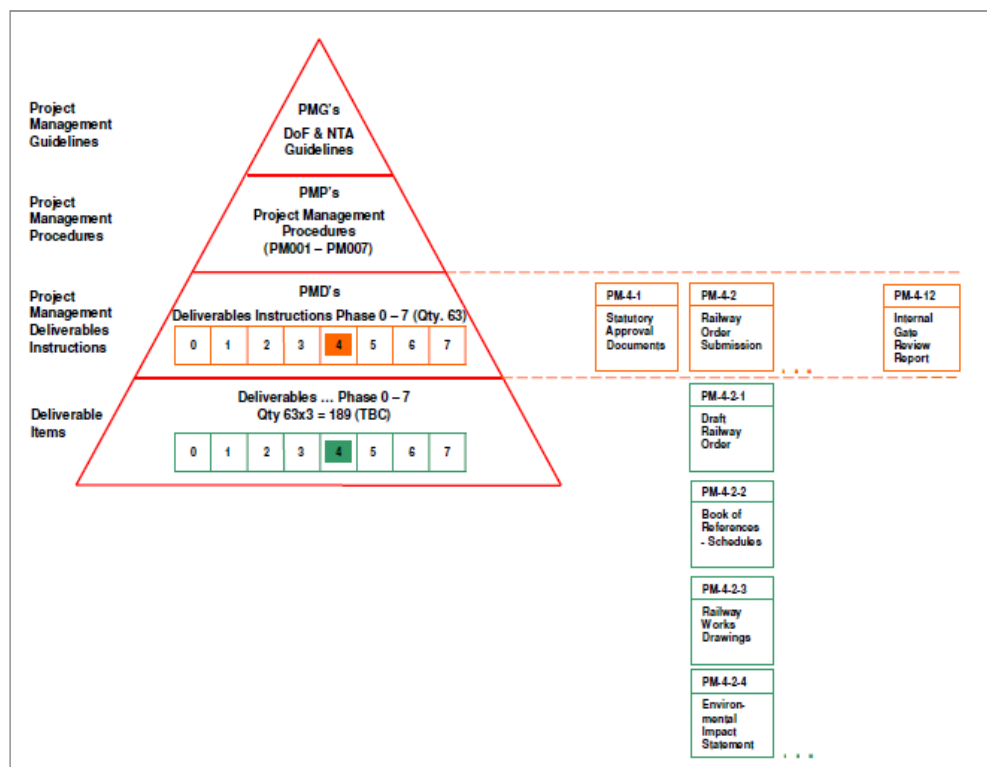 Project
Management
Guidelines
PMG's
DoF & NTA
Guidelines
Project
Management
Procedures
PMP's
Project Management
Procedures
(PM001 – PM007)
Project
Management
Deliverables
Instructions
PMD's
Deliverables Instructions Phase 0 – 7 (Qty. 63)
0 1 2 3 4 5 6 7
PM-4-1
Statutory
Approval
Documents
PM-4-2
Railway
Order
Submission
...
PM-4-12
Internal
Gate
Review
Report
Deliverable
Items
Deliverables ... Phase 0 – 7
Qty 63x3 = 189 (TBC)
0 1 2 3 4 5 6 7
PM-4-2-1
Draft
Railway
Order
PM-4-2-2
Book of
References
- Schedules
PM-4-2-3
Railway
Works
Drawings
PM-4-2-4
Environ-
mental
Impact
Statement
...